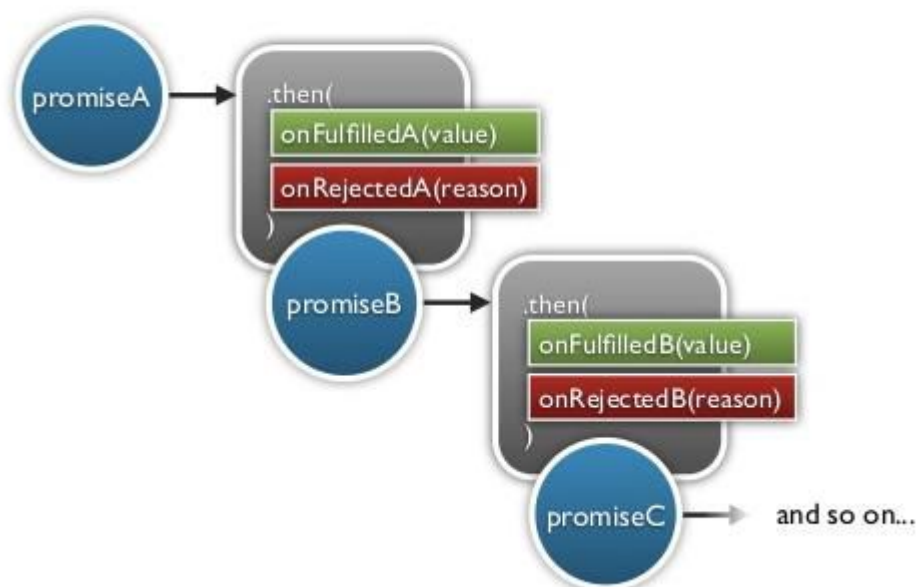 promiseA
.then(
onFulfilledA(value)
onRejectedA(reason)
)
promiseB
.then(
onFulfilledB(value)
onRejectedB(reason)
)
promiseC
and so on...